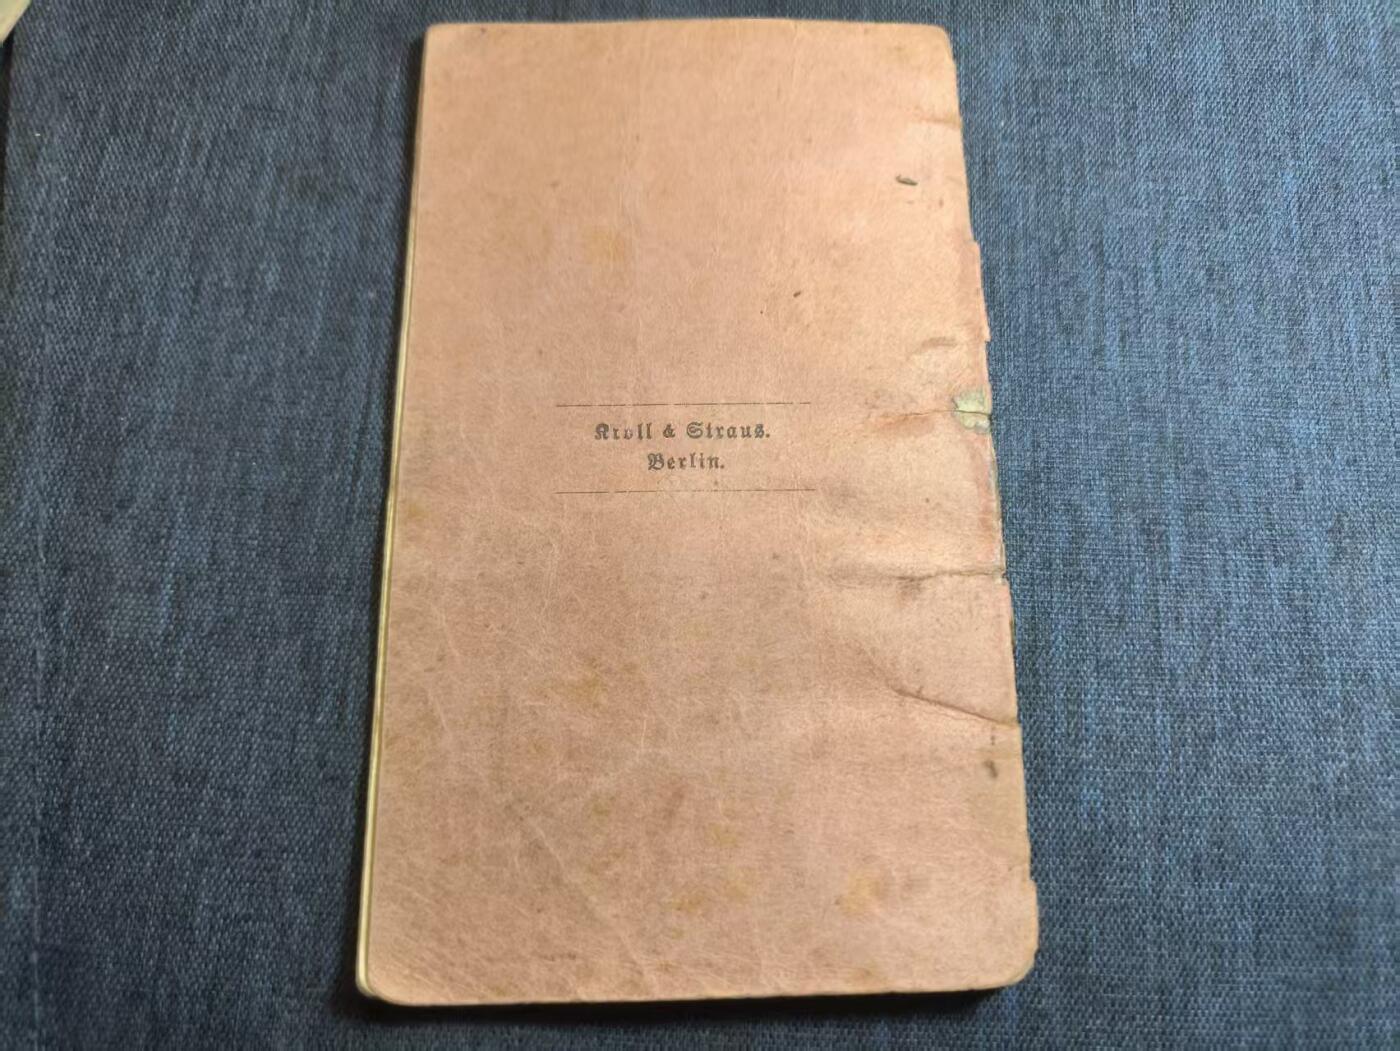 Kroll & Straus.
Berlin.